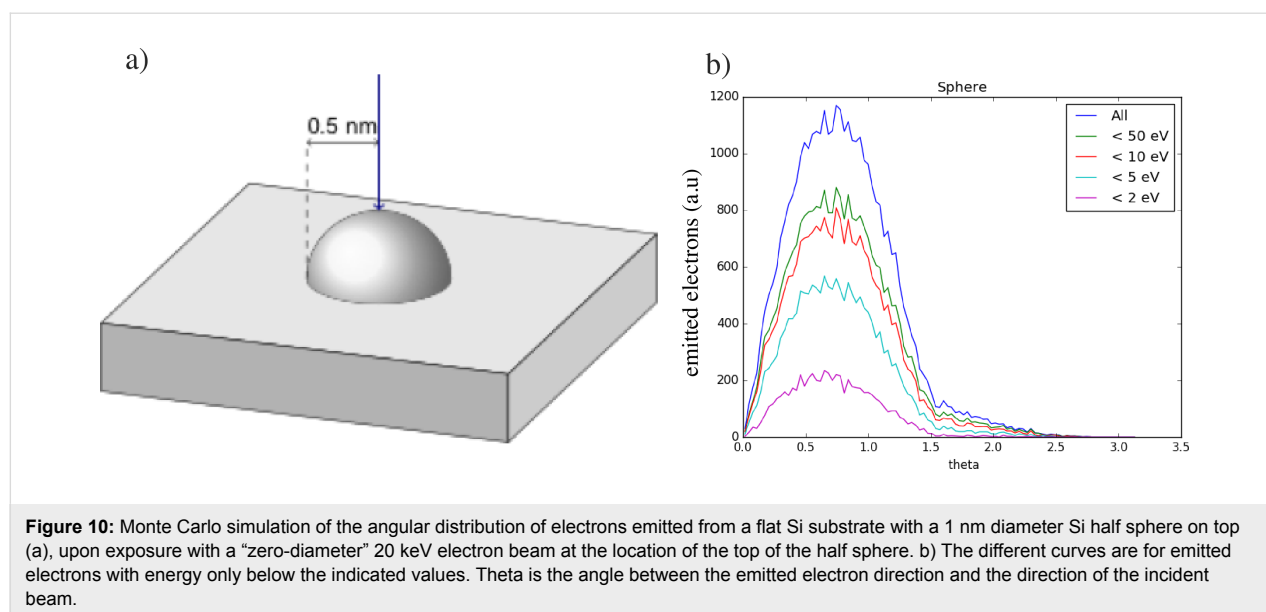 a)
0.5 nm
b)
Sphere
1200
1000
800
600
400
200
0
emitted electrons (a.u)
All
< 50 eV
< 10 eV
< 5 eV
< 2 eV
0.0 0.5 1.0 1.5 2.0 2.5 3.0 3.5
theta
Figure 10: Monte Carlo simulation of the angular distribution of electrons emitted from a flat Si substrate with a 1 nm diameter Si half sphere on top
(a), upon exposure with a “zero-diameter” 20 keV electron beam at the location of the top of the half sphere. b) The different curves are for emitted
electrons with energy only below the indicated values. Theta is the angle between the emitted electron direction and the direction of the incident
beam.